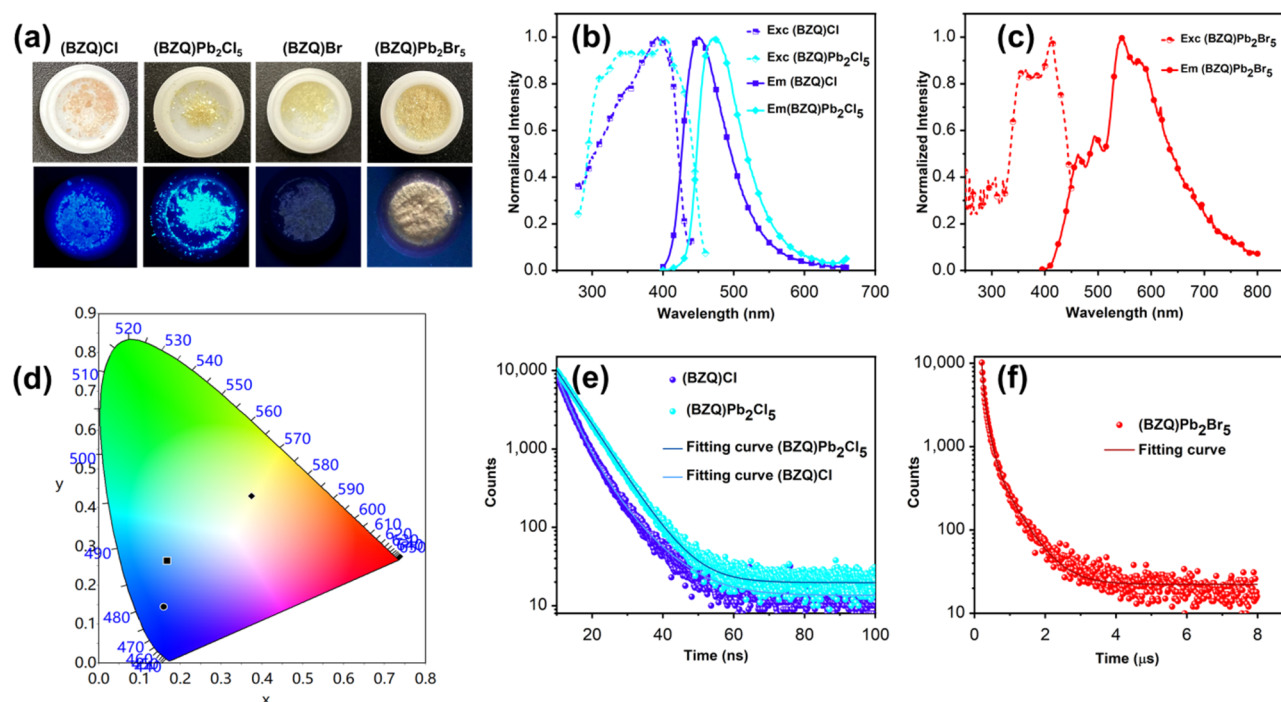 (a)
(BZQ)Cl
(BZQ)Pb₂Cl₅
(BZQ)Br
(BZQ)Pb₂Br₅
(b)
Exc (BZQ)Cl
Exc (BZQ)Pb₂Cl₅
Em (BZQ)Cl
Em(BZQ)Pb₂Cl₅
Normalized Intensity
1.0
0.8
0.6
0.4
0.2
0.0
300 400 500 600 700
Wavelength (nm)
(c)
Exc (BZQ)Pb₂Br₅
Em (BZQ)Pb₂Br₅
Normalized Intensity
1.0
0.8
0.6
0.4
0.2
0.0
300 400 500 600 700 800
Wavelength (nm)
(d)
0.9
0.8
0.7
0.6
0.5
y
0.4
0.3
0.2
0.1
0.0
0.0 0.1 0.2 0.3 0.4 0.5 0.6 0.7 0.8
x
520
530
540
550
560
570
580
590
600
610
620
510
500
490
480
470
460
(e)
(BZQ)Cl
(BZQ)Pb₂Cl₅
Fitting curve (BZQ)Pb₂Cl₅
Fitting curve (BZQ)Cl
Counts
10,000
1,000
100
10
20 40 60 80 100
Time (ns)
(f)
(BZQ)Pb₂Br₅
Fitting curve
Counts
10,000
1,000
100
10
0 2 4 6 8
Time (μs)